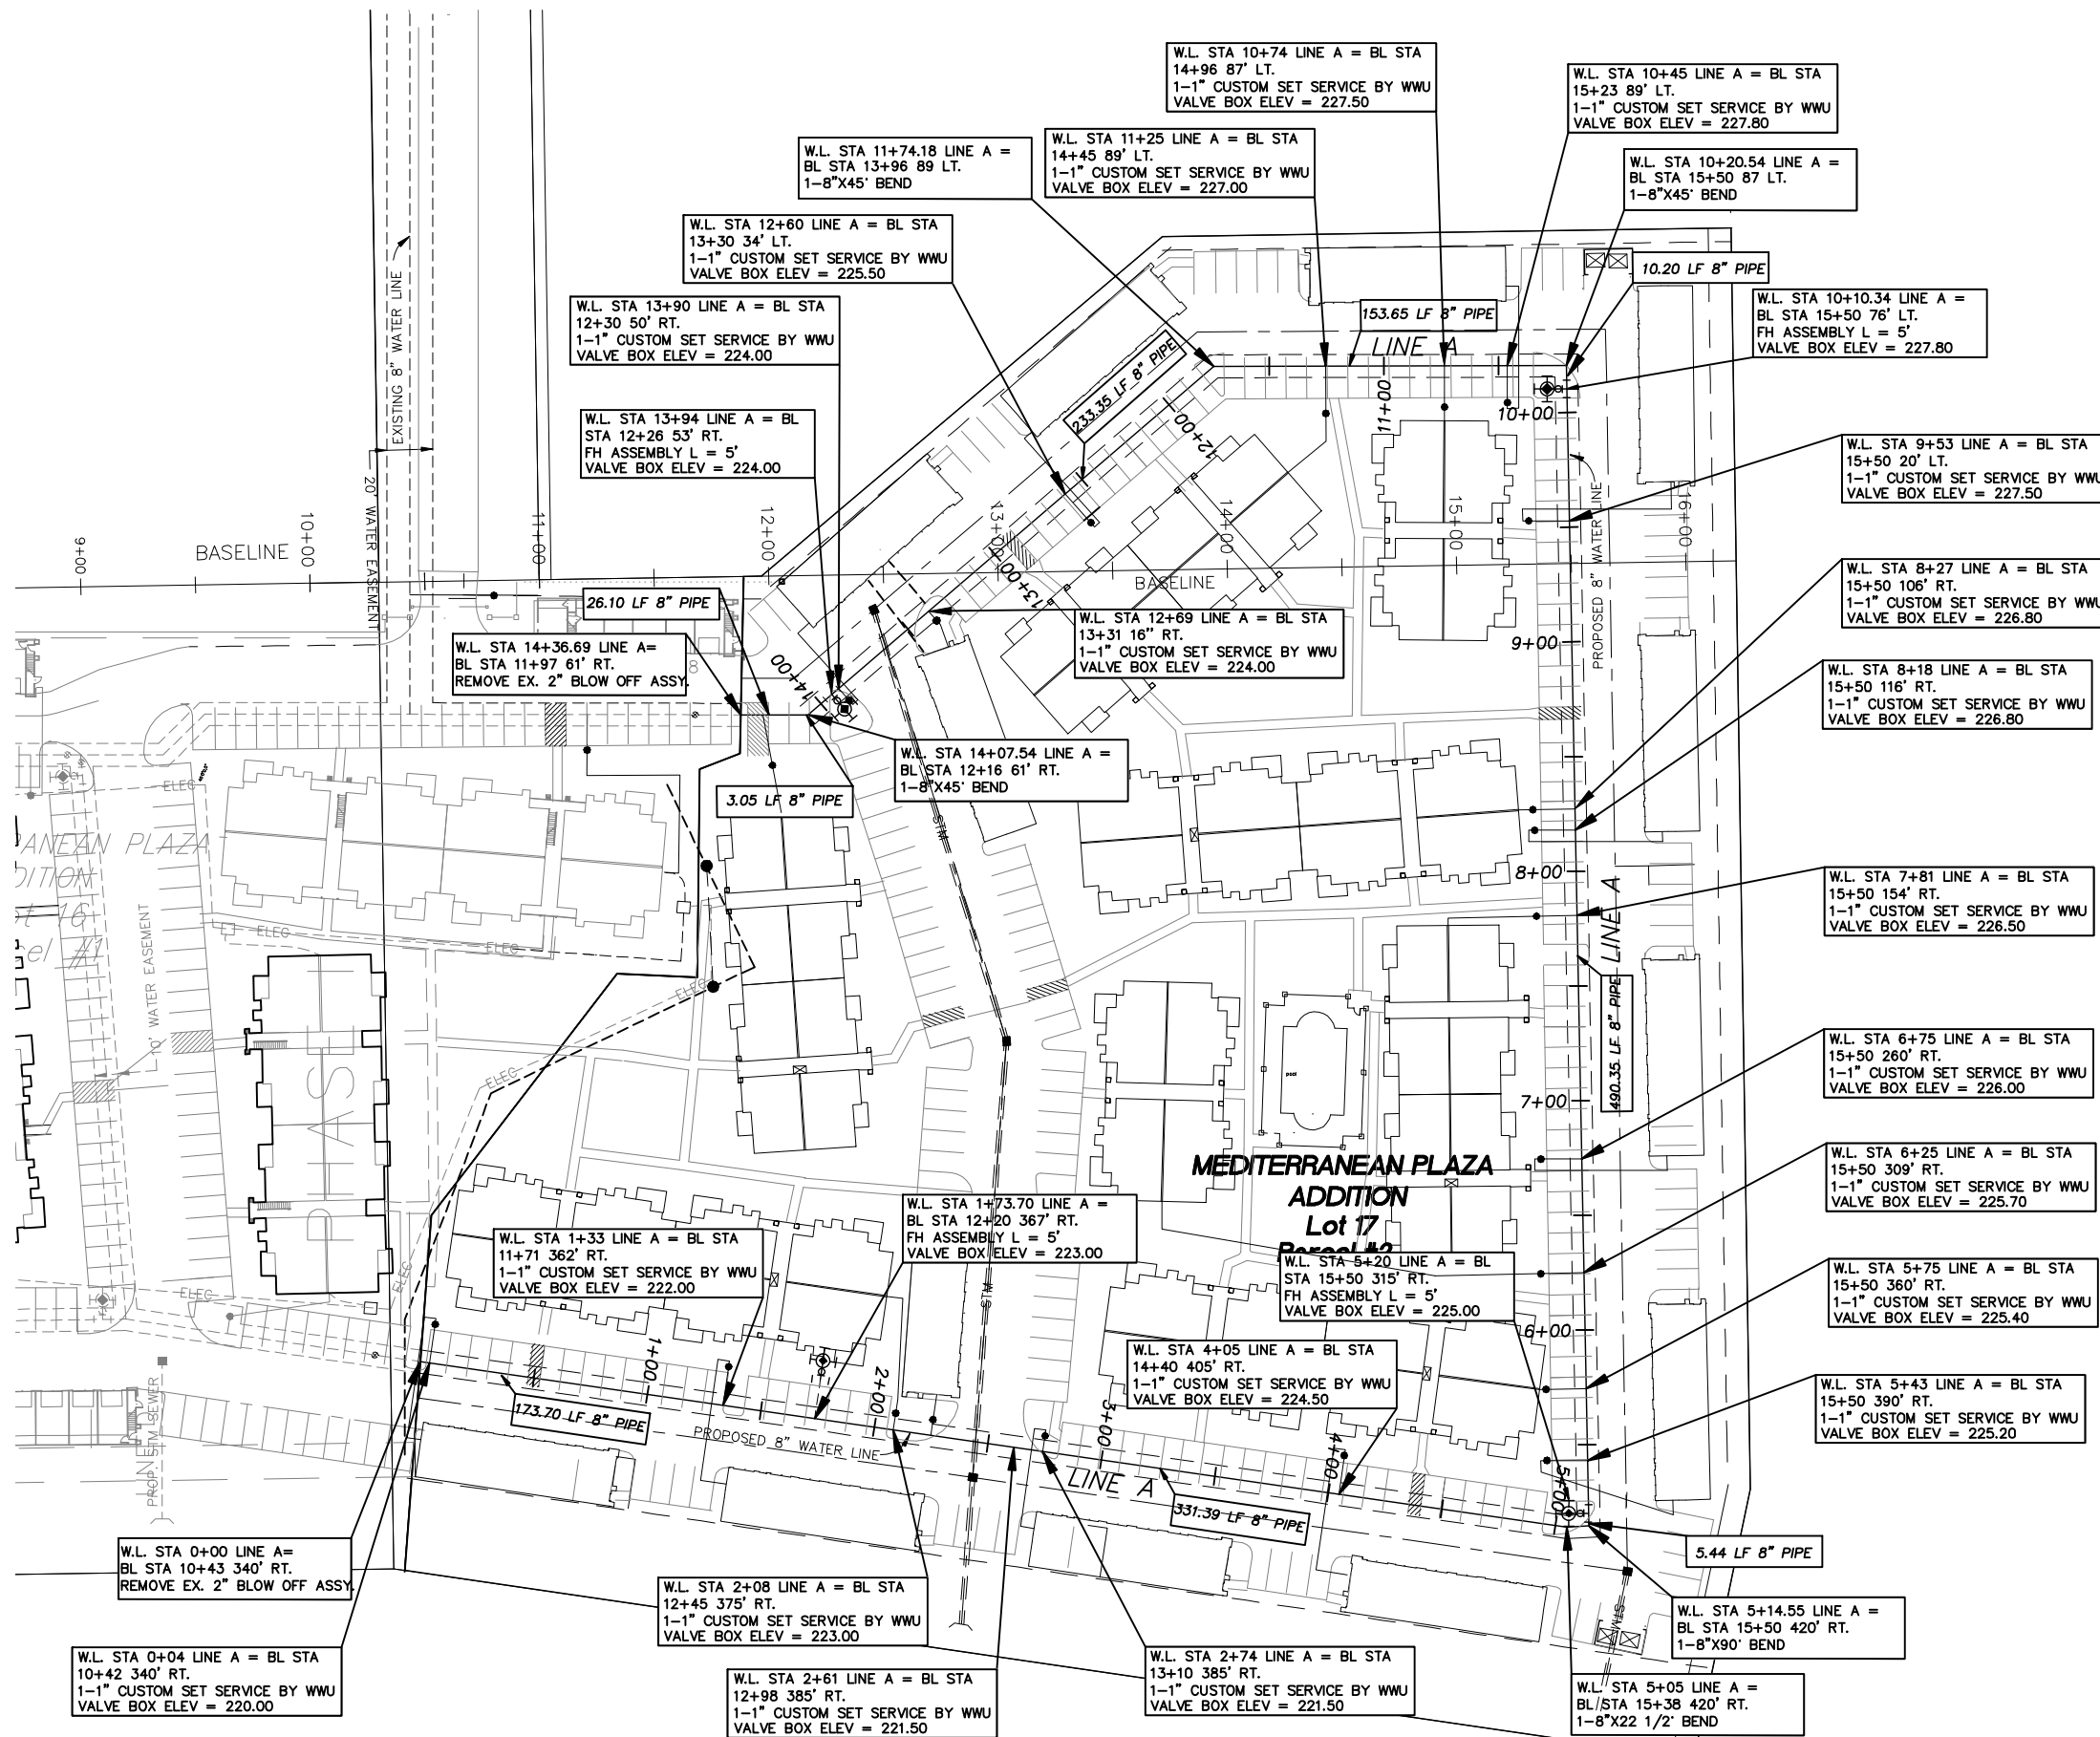 W.L. STA 10+74 LINE A = BL STA
14+96 87' LT.
1-1" CUSTOM SET SERVICE BY WWU
VALVE BOX ELEV = 227.50
W.L. STA 10+45 LINE A = BL STA
15+23 89' LT.
1-1" CUSTOM SET SERVICE BY WWU
VALVE BOX ELEV = 227.80
W.L. STA 11+74.18 LINE A =
BL STA 13+96 89 LT.
1-8"X45' BEND
W.L. STA 11+25 LINE A = BL STA
14+45 89' LT.
1-1" CUSTOM SET SERVICE BY WWU
VALVE BOX ELEV = 227.00
W.L. STA 10+20.54 LINE A =
BL STA 15+50 87 LT.
1-8"X45' BEND
W.L. STA 12+60 LINE A = BL STA
13+30 34' LT.
1-1" CUSTOM SET SERVICE BY WWU
VALVE BOX ELEV = 225.50
10.20 LF 8" PIPE
W.L. STA 10+10.34 LINE A =
BL STA 15+50 76' LT.
FH ASSEMBLY L = 5'
VALVE BOX ELEV = 227.80
W.L. STA 13+90 LINE A = BL STA
12+30 50' RT.
1-1" CUSTOM SET SERVICE BY WWU
VALVE BOX ELEV = 224.00
153.65 LF 8" PIPE
LINE A
233.35 LF 8" PIPE
EXISTING 8" WATER LINE
20' WATER EASEMENT
W.L. STA 13+94 LINE A = BL
STA 12+26 53' RT.
FH ASSEMBLY L = 5'
VALVE BOX ELEV = 224.00
12+00
11+00
10+00
W.L. STA 9+53 LINE A = BL STA
15+50 20' LT.
1-1" CUSTOM SET SERVICE BY WWU
VALVE BOX ELEV = 227.50
9+00
BASELINE
10+00
11+00
12+00
13+00
14+00
15+00
16+00
BASELINE
PROPOSED 8" WATER LINE
13+00
W.L. STA 8+27 LINE A = BL STA
15+50 106' RT.
1-1" CUSTOM SET SERVICE BY WWU
VALVE BOX ELEV = 226.80
26.10 LF 8" PIPE
W.L. STA 12+69 LINE A = BL STA
13+31 16'' RT.
1-1" CUSTOM SET SERVICE BY WWU
VALVE BOX ELEV = 224.00
9+00
W.L. STA 14+36.69 LINE A=
BL STA 11+97 61' RT.
REMOVE EX. 2" BLOW OFF ASSY.
8
14+00
W.L. STA 8+18 LINE A = BL STA
15+50 116' RT.
1-1" CUSTOM SET SERVICE BY WWU
VALVE BOX ELEV = 226.80
W.L. STA 14+07.54 LINE A =
BL STA 12+16 61' RT.
1-8"X45' BEND
3.05 LF 8" PIPE
ELEC
STM
RANEAN PLAZA
DITION
ot 16
cel #1
8+00
W.L. STA 7+81 LINE A = BL STA
15+50 154' RT.
1-1" CUSTOM SET SERVICE BY WWU
VALVE BOX ELEV = 226.50
LINE A
490.35 LF 8" PIPE
10' WATER EASEMENT
ELEC
ELEC
ELEC
ELEC
PHASE I
pool
W.L. STA 6+75 LINE A = BL STA
15+50 260' RT.
1-1" CUSTOM SET SERVICE BY WWU
VALVE BOX ELEV = 226.00
7+00
MEDITERRANEAN PLAZA
ADDITION
Lot 17
Parcel #2
W.L. STA 6+25 LINE A = BL STA
15+50 309' RT.
1-1" CUSTOM SET SERVICE BY WWU
VALVE BOX ELEV = 225.70
W.L. STA 1+73.70 LINE A =
BL STA 12+20 367' RT.
FH ASSEMBLY L = 5'
VALVE BOX ELEV = 223.00
W.L. STA 1+33 LINE A = BL STA
11+71 362' RT.
1-1" CUSTOM SET SERVICE BY WWU
VALVE BOX ELEV = 222.00
W.L. STA 5+20 LINE A = BL
STA 15+50 315' RT.
FH ASSEMBLY L = 5'
VALVE BOX ELEV = 225.00
W.L. STA 5+75 LINE A = BL STA
15+50 360' RT.
1-1" CUSTOM SET SERVICE BY WWU
VALVE BOX ELEV = 225.40
ELEC
ELEC
STM
6+00
W.L. STA 4+05 LINE A = BL STA
14+40 405' RT.
1-1" CUSTOM SET SERVICE BY WWU
VALVE BOX ELEV = 224.50
W.L. STA 5+43 LINE A = BL STA
15+50 390' RT.
1-1" CUSTOM SET SERVICE BY WWU
VALVE BOX ELEV = 225.20
1+00
2+00
3+00
4+00
5+00
173.70 LF 8" PIPE
PROPOSED 8" WATER LINE
LINE A
331.39 LF 8" PIPE
PROP. STM SEWER
5.44 LF 8" PIPE
W.L. STA 0+00 LINE A=
BL STA 10+43 340' RT.
REMOVE EX. 2" BLOW OFF ASSY.
W.L. STA 2+08 LINE A = BL STA
12+45 375' RT.
1-1" CUSTOM SET SERVICE BY WWU
VALVE BOX ELEV = 223.00
STM
W.L. STA 5+14.55 LINE A =
BL STA 15+50 420' RT.
1-8"X90' BEND
W.L. STA 0+04 LINE A = BL STA
10+42 340' RT.
1-1" CUSTOM SET SERVICE BY WWU
VALVE BOX ELEV = 220.00
W.L. STA 2+61 LINE A = BL STA
12+98 385' RT.
1-1" CUSTOM SET SERVICE BY WWU
VALVE BOX ELEV = 221.50
W.L. STA 2+74 LINE A = BL STA
13+10 385' RT.
1-1" CUSTOM SET SERVICE BY WWU
VALVE BOX ELEV = 221.50
W.L. STA 5+05 LINE A =
BL STA 15+38 420' RT.
1-8"X22 1/2' BEND